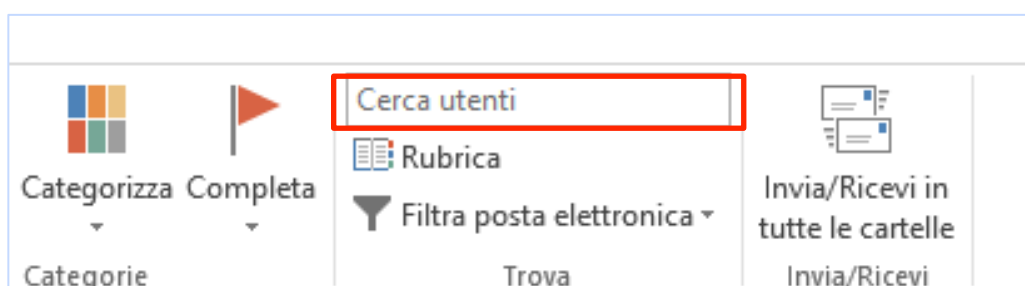 Cerca utenti
Rubrica
Categorizza
Completa
Filtra posta elettronica
Invia/Ricevi in
tutte le cartelle
Categorie
Trova
Invia/Ricevi